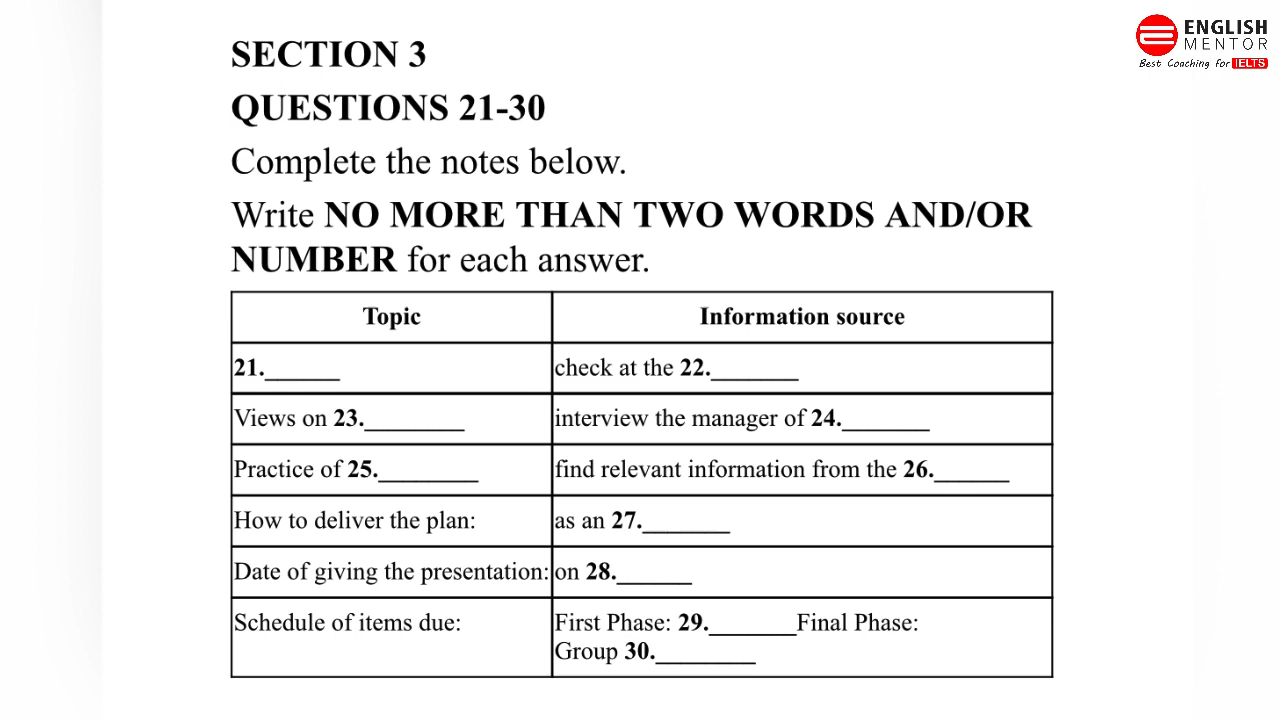 ENGLISH
MENTOR
Best Coaching for IELTS
SECTION 3
QUESTIONS 21-30
Complete the notes below.
Write NO MORE THAN TWO WORDS AND/OR
NUMBER for each answer.
Topic
Information source
21.______
check at the 22._______
Views on 23.________
interview the manager of 24._______
Practice of 25.________
find relevant information from the 26.______
How to deliver the plan:
as an 27._______
Date of giving the presentation:
on 28.______
Schedule of items due:
First Phase: 29._______Final Phase:
Group 30.________